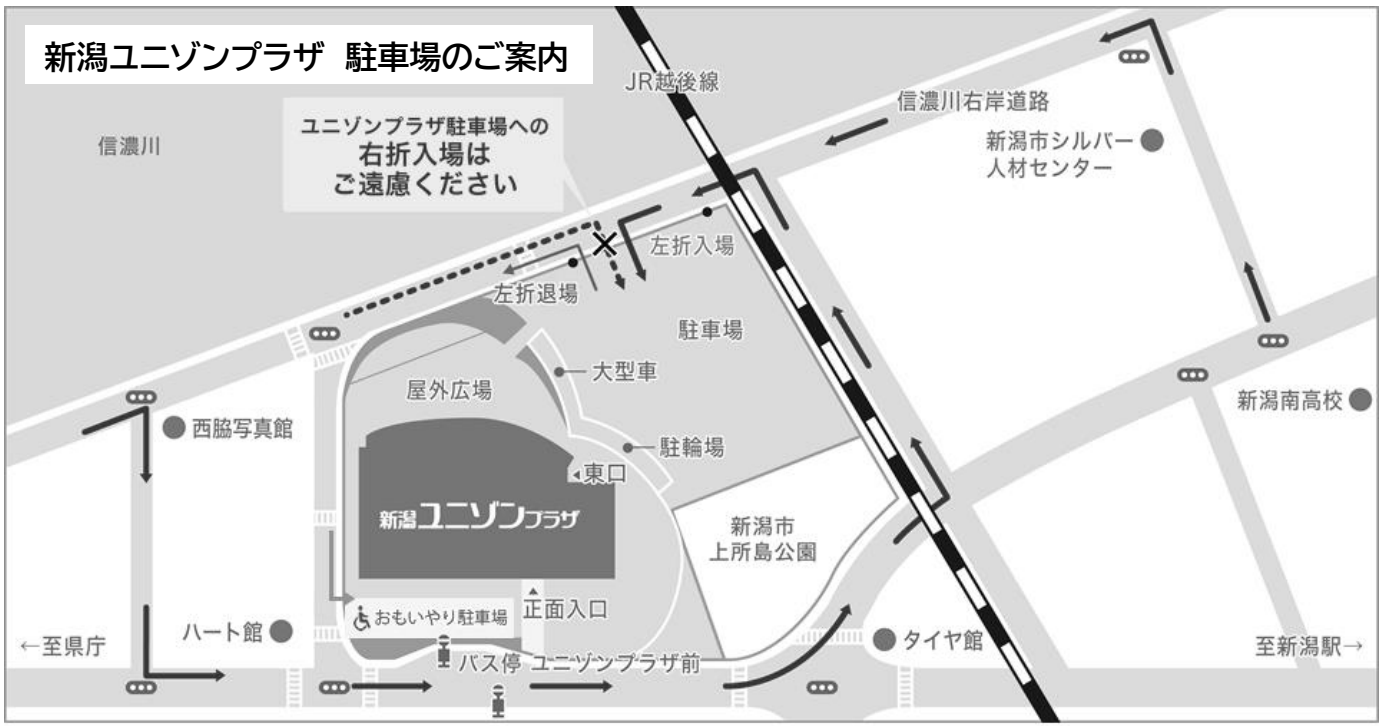 新潟ユニゾンプラザ 駐車場のご案内
JR越後線
信濃川右岸道路
ユニゾンプラザ駐車場への
右折入場は
ご遠慮ください
信濃川
新潟市シルバー
人材センター
左折入場
左折退場
駐車場
大型車
屋外広場
新潟南高校
西脇写真館
駐輪場
東口
新潟ユニゾンプラザ
新潟市
上所島公園
おもいやり駐車場
正面入口
ハート館
タイヤ館
←至県庁
至新潟駅→
バス停 ユニゾンプラザ前